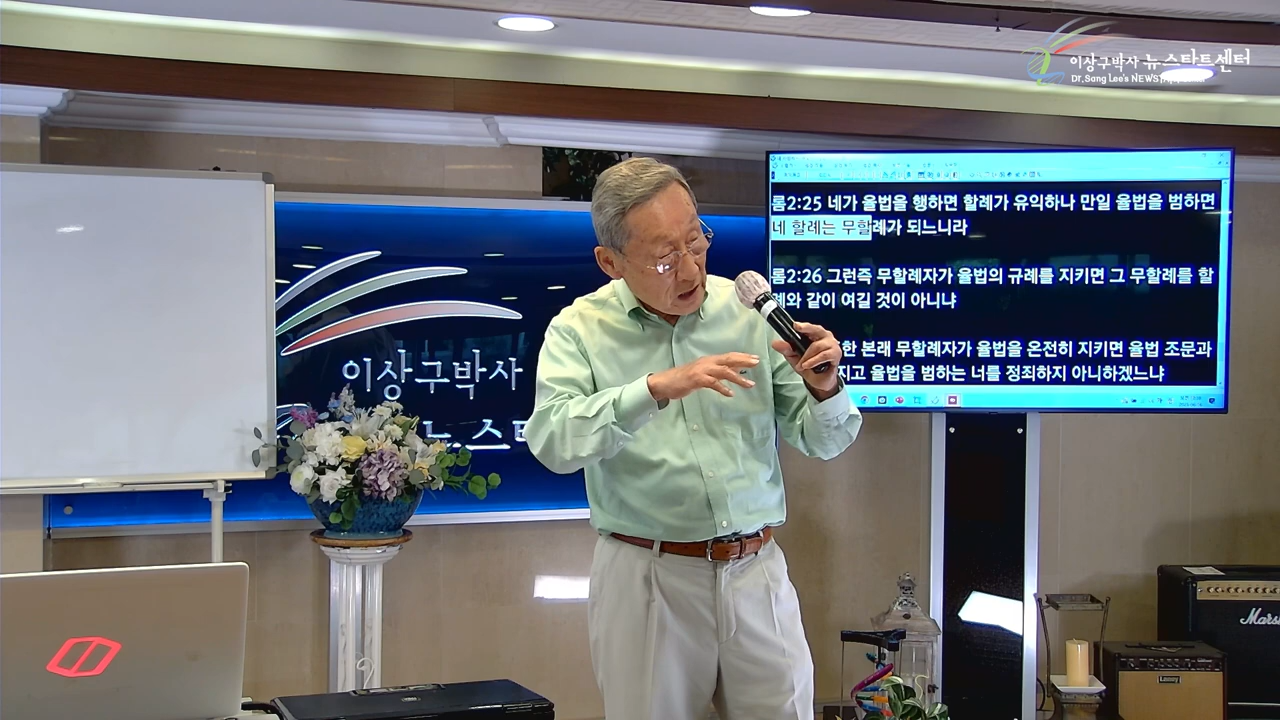 이상구박사 뉴스타트센터
Dr. Sang Lee's NEWSTART
롬2:25 네가 율법을 행하면 할례가 유익하나 만일 율법을 범하면
네 할례는 무할례가 되느니라
롬2:26 그런즉 무할례자가 율법의 규례를 지키면 그 무할례를 할
례와 같이 여길 것이 아니냐
한 본래 무할례자가 율법을 온전히 지키면 율법 조문과
지고 율법을 범하는 너를 정죄하지 아니하겠느냐
이상구박사
뉴스타
Mars
Laney